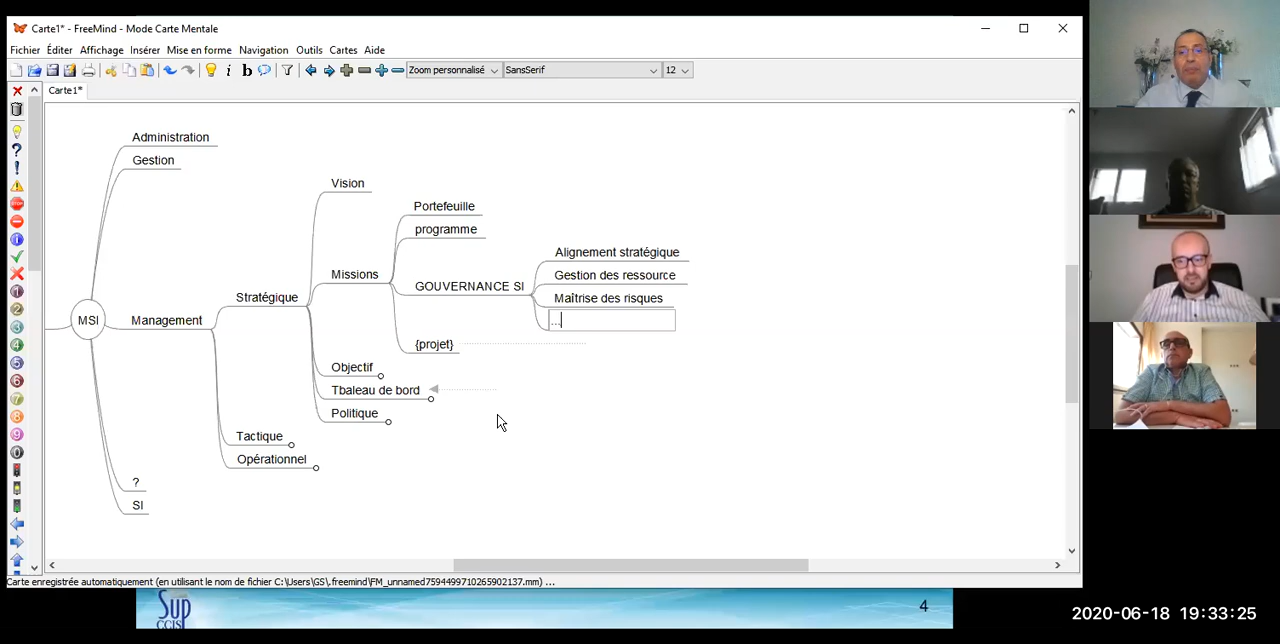 Carte1* - FreeMind - Mode Carte Mentale
Fichier Éditer Affichage Insérer Mise en forme Navigation Outils Cartes Aide
Zoom personnalisé SansSerif 12
Carte1*
Administration
Gestion
Vision
Portefeuille
programme
Alignement stratégique
Missions
Gestion des ressource
GOUVERNANCE SI
Stratégique
Maîtrise des risques
MSI
Management
...
{projet}
Objectif
Tbaleau de bord
Politique
Tactique
Opérationnel
?
SI
Carte enregistrée automatiquement (en utilisant le nom de fichier C:\Users\GS\.freemind\FM_unnamed7594499710265902137.mm) ...
Sup
CCIS
4
2020-06-18 19:33:25